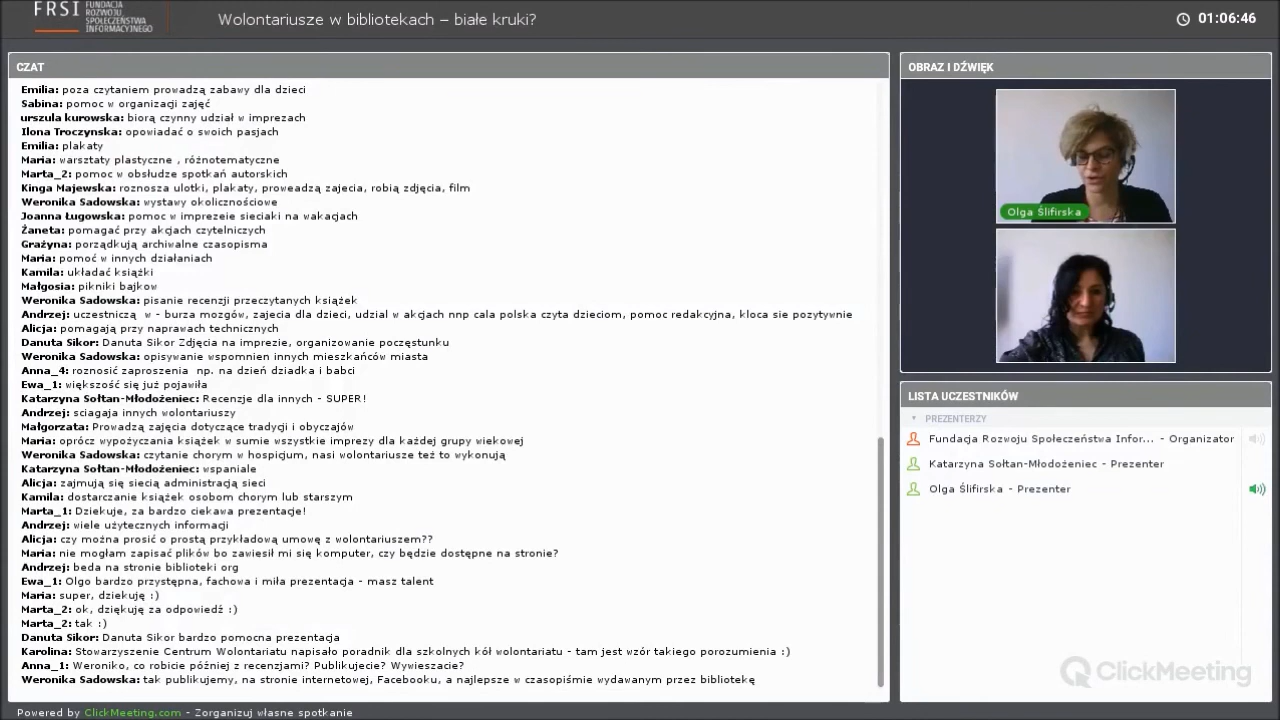 FRSI FUNDACJA
ROZWOJU
SPOŁECZEŃSTWA
INFORMACYJNEGO
Wolontariusze w bibliotekach – białe kruki?
01:06:46
CZAT
Emilia: poza czytaniem prowadzą zabawy dla dzieci
Sabina: pomoc w organizacji zajęć
urszula kurowska: biorą czynny udział w imprezach
Ilona Troczynska: opowiadać o swoich pasjach
Emilia: plakaty
Maria: warsztaty plastyczne , różnotematyczne
Marta_2: pomoc w obsłudze spotkań autorskich
Kinga Majewska: roznosza ulotki, plakaty, proweadzą zajecia, robią zdjęcia, film
Weronika Sadowska: wystawy okolicznościowe
Joanna Ługowska: pomoc w imprezeie sieciaki na wakacjach
Żaneta: pomagać przy akcjach czytelniczych
Grażyna: porządkują archiwalne czasopisma
Maria: pomoć w innych działaniach
Kamila: układać książki
Małgosia: pikniki bajkow
Weronika Sadowska: pisanie recenzji przeczytanych książek
Andrzej: uczestniczą w - burza mozgów, zajecia dla dzieci, udzial w akcjach nnp cala polska czyta dzieciom, pomoc redakcyjna, kloca sie pozytywnie
Alicja: pomagają przy naprawach technicznych
Danuta Sikor: Danuta Sikor Zdjęcia na imprezie, organizowanie poczęstunku
Weronika Sadowska: opisywanie wspomnien innych mieszkańców miasta
Anna_4: roznosić zaproszenia np. na dzień dziadka i babci
Ewa_1: większość się już pojawiła
Katarzyna Sołtan-Młodożeniec: Recenzje dla innych - SUPER!
Andrzej: sciagaja innych wolontariuszy
Małgorzata: Prowadzą zajęcia dotyczące tradycji i obyczajów
Maria: oprócz wypożyczania książek w sumie wszystkie imprezy dla każdej grupy wiekowej
Weronika Sadowska: czytanie chorym w hospicjum, nasi wolontariusze też to wykonują
Katarzyna Sołtan-Młodożeniec: wspaniale
Alicja: zajmują się siecią administracją sieci
Kamila: dostarczanie książek osobom chorym lub starszym
Marta_1: Dziekuje, za bardzo ciekawa prezentacje!
Andrzej: wiele użytecznych informacji
Alicja: czy można prosić o prostą przykładową umowę z wolontariuszem??
Maria: nie mogłam zapisać plików bo zawiesił mi się komputer, czy będzie dostępne na stronie?
Andrzej: beda na stronie biblioteki org
Ewa_1: Olgo bardzo przystępna, fachowa i miła prezentacja - masz talent
Maria: super, dziekuję :)
Marta_2: ok, dziękuję za odpowiedź :)
Marta_2: tak :)
Danuta Sikor: Danuta Sikor bardzo pomocna prezentacja
Karolina: Stowarzyszenie Centrum Wolontariatu napisało poradnik dla szkolnych kół wolontariatu - tam jest wzór takiego porozumienia :)
Anna_1: Weroniko, co robicie później z recenzjami? Publikujecie? Wywieszacie?
Weronika Sadowska: tak publikujemy, na stronie internetowej, Facebooku, a najlepsze w czasopiśmie wydawanym przez bibliotekę
OBRAZ I DŹWIĘK
Olga Ślifirska
LISTA UCZESTNIKÓW
PREZENTERZY
Fundacja Rozwoju Społeczeństwa Infor... - Organizator
Katarzyna Sołtan-Młodożeniec - Prezenter
Olga Ślifirska - Prezenter
ClickMeeting
Powered by ClickMeeting.com - Zorganizuj własne spotkanie